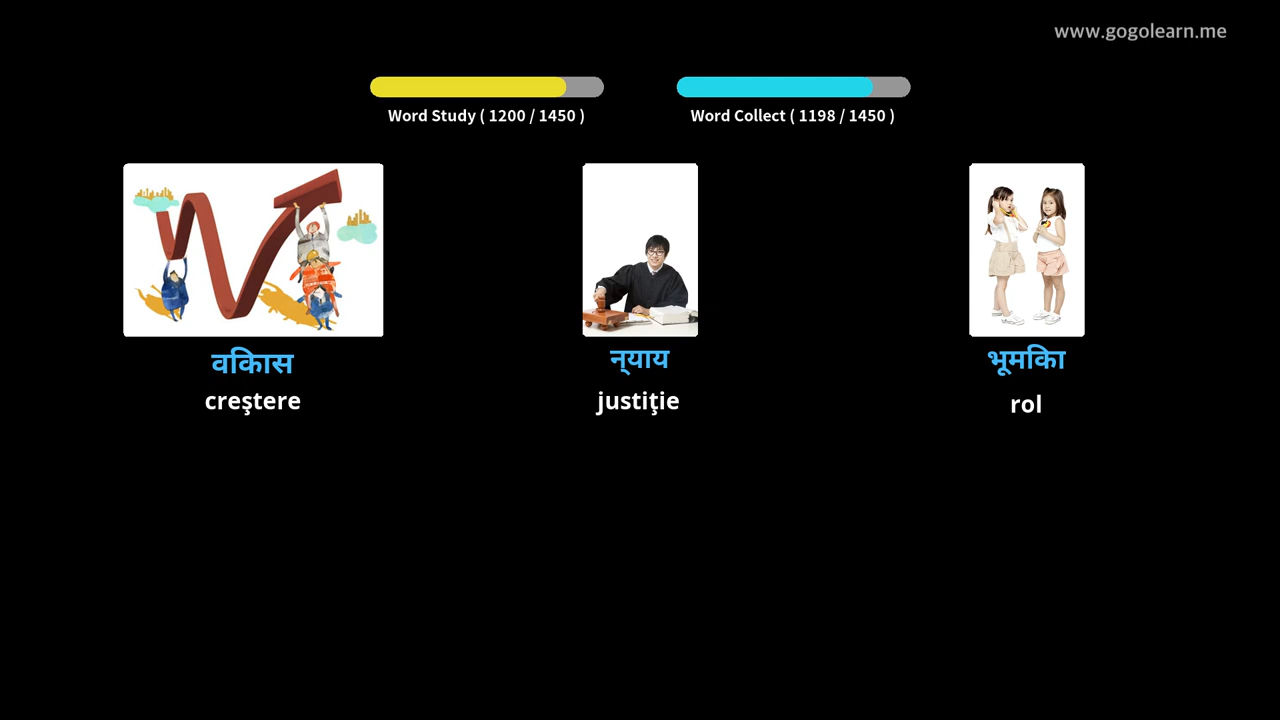 www.gogolearn.me
Word Study ( 1200 / 1450 )
Word Collect ( 1198 / 1450 )
विकास
न्याय
भूमिका
creştere
justiţie
rol